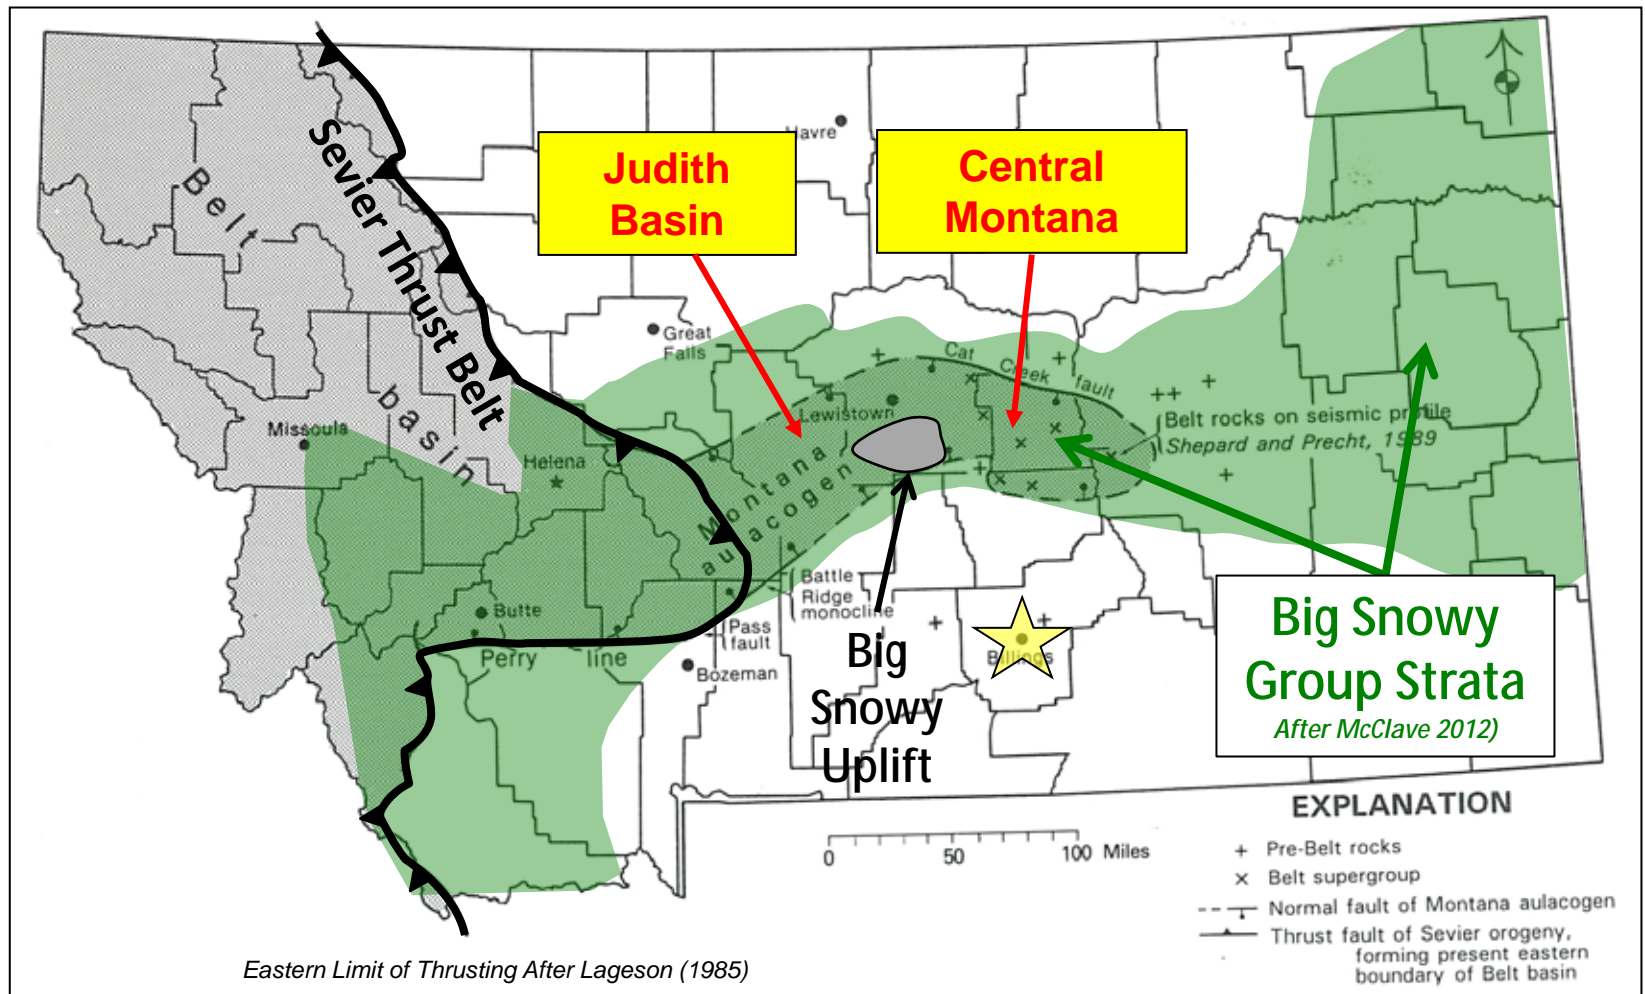 Belt
basin
Sevier Thrust Belt
Havre
Judith
Basin
Central
Montana
Great
Falls
Cat
Creek
fault
Lewistown
Belt rocks on seismic profile
Shepard and Precht, 1989
Missoula
Helena
Montana
aulacogen
Battle
Ridge
monocline
Butte
Pass
fault
Perry line
Bozeman
Big
Snowy
Uplift
Billings
Big Snowy
Group Strata
After McClave 2012)
0 50 100 Miles
EXPLANATION
+ Pre-Belt rocks
x Belt supergroup
Normal fault of Montana aulacogen
Thrust fault of Sevier orogeny,
forming present eastern
boundary of Belt basin
Eastern Limit of Thrusting After Lageson (1985)